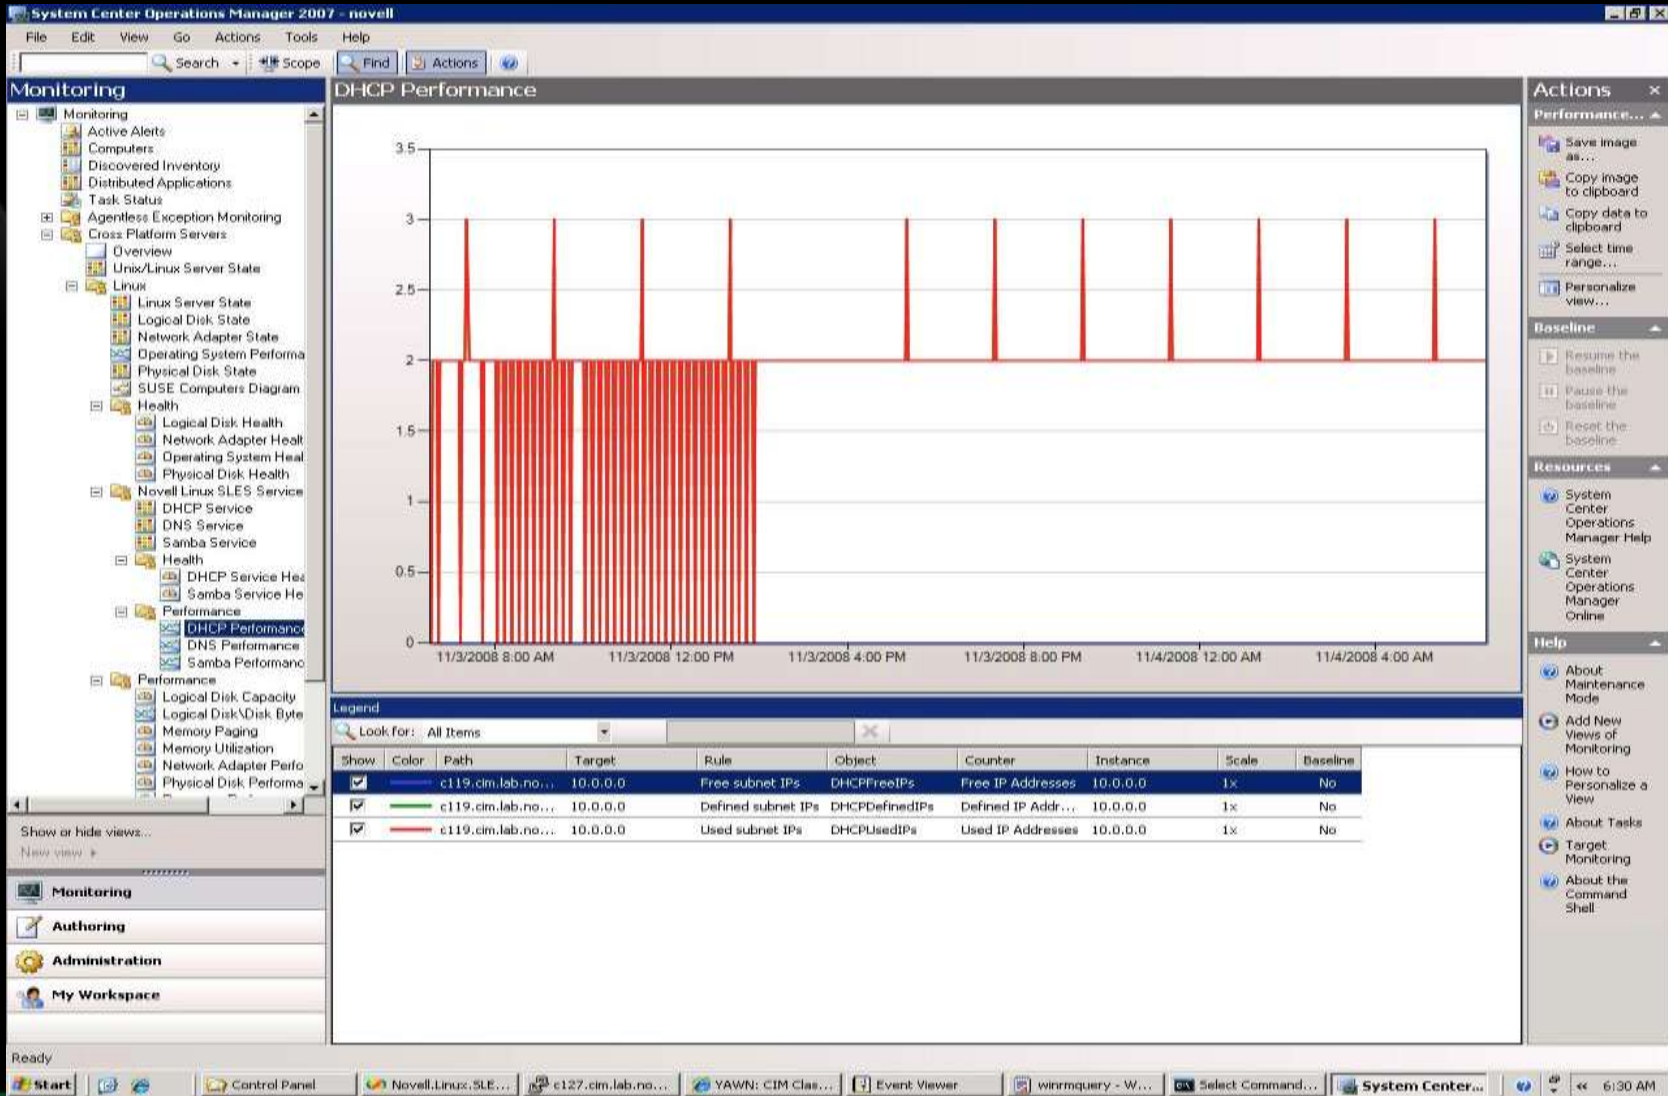 System Center Operations Manager 2007 - novell
File Edit View Go Actions Tools Help
Search Scope Find Actions
Monitoring
Monitoring
Active Alerts
Computers
Discovered Inventory
Distributed Applications
Task Status
Agentless Exception Monitoring
Cross Platform Servers
Overview
Unix/Linux Server State
Linux
Linux Server State
Logical Disk State
Network Adapter State
Operating System Performa
Physical Disk State
SUSE Computers Diagram
Health
Logical Disk Health
Network Adapter Healt
Operating System Heal
Physical Disk Health
Novell Linux SLES Service
DHCP Service
DNS Service
Samba Service
Health
DHCP Service Hea
Samba Service He
Performance
DHCP Performance
DNS Performance
Samba Performanc
Performance
Logical Disk Capacity
Logical Disk\Disk Byte
Memory Paging
Memory Utilization
Network Adapter Perfo
Physical Disk Performa
Show or hide views...
New view
Monitoring
Authoring
Administration
My Workspace
DHCP Performance
3.5
3
2.5
2
1.5
1
0.5
0
11/3/2008 8:00 AM 11/3/2008 12:00 PM 11/3/2008 4:00 PM 11/3/2008 8:00 PM 11/4/2008 12:00 AM 11/4/2008 4:00 AM
Legend
Look for: All Items
Show Color Path Target Rule Object Counter Instance Scale Baseline
c119.cim.lab.no... 10.0.0.0 Free subnet IPs DHCPFreeIPs Free IP Addresses 10.0.0.0 1x No
c119.cim.lab.no... 10.0.0.0 Defined subnet IPs DHCPDefinedIPs Defined IP Addr... 10.0.0.0 1x No
c119.cim.lab.no... 10.0.0.0 Used subnet IPs DHCPUsedIPs Used IP Addresses 10.0.0.0 1x No
Actions
Performance...
Save image
as...
Copy image
to clipboard
Copy data to
clipboard
Select time
range...
Personalize
view...
Baseline
Resume the
baseline
Pause the
baseline
Reset the
baseline
Resources
System
Center
Operations
Manager Help
System
Center
Operations
Manager
Online
Help
About
Maintenance
Mode
Add New
Views of
Monitoring
How to
Personalize a
View
About Tasks
Target
Monitoring
About the
Command
Shell
Ready
Start Control Panel Novell.Linux.SLE... c127.cim.lab.no... YAWN: CIM Clas... Event Viewer winrmquery - W... Select Command... System Center... 6:30 AM